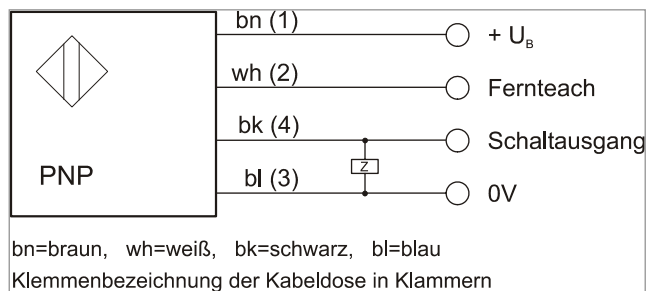 bn (1) + U_B
wh (2) Fernteach
bk (4) Schaltausgang
Z
PNP bl (3) 0V
bn=braun, wh=weiß, bk=schwarz, bl=blau
Klemmenbezeichnung der Kabeldose in Klammern